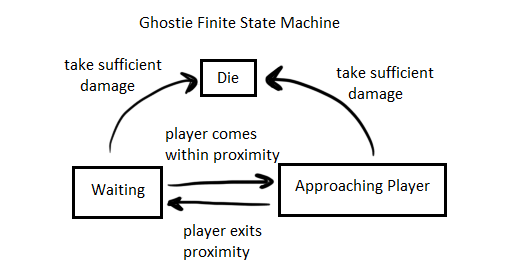 Ghostie Finite State Machine
take sufficient
damage
Die
take sufficient
damage
player comes
within proximity
Waiting
Approaching Player
player exits
proximity